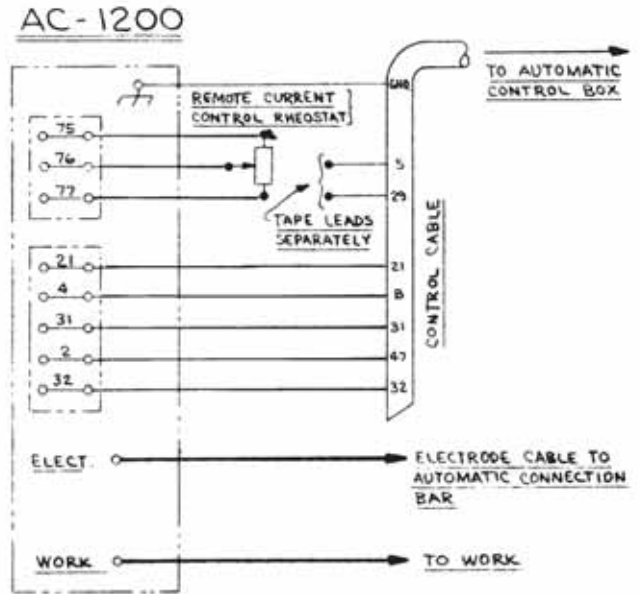 AC-1200
TO AUTOMATIC
CONTROL BOX
GND
REMOTE CURRENT
CONTROL RHEOSTAT
75
76
77
5
29
TAPE LEADS
SEPARATELY
CONTROL CABLE
21
4
31
2
32
21
B
31
47
32
ELECT.
ELECTRODE CABLE TO
AUTOMATIC CONNECTION
BAR
WORK
TO WORK